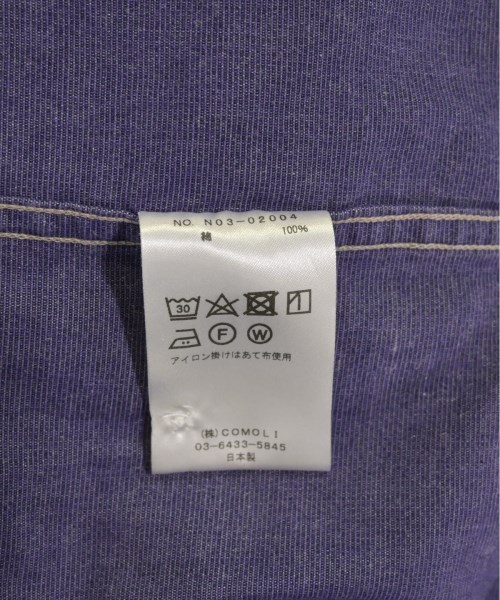 NO. N03-02004
綿 100%
30
F W
アイロン掛けはあて布使用
(株)COMOLI
03-6433-5845
日本製